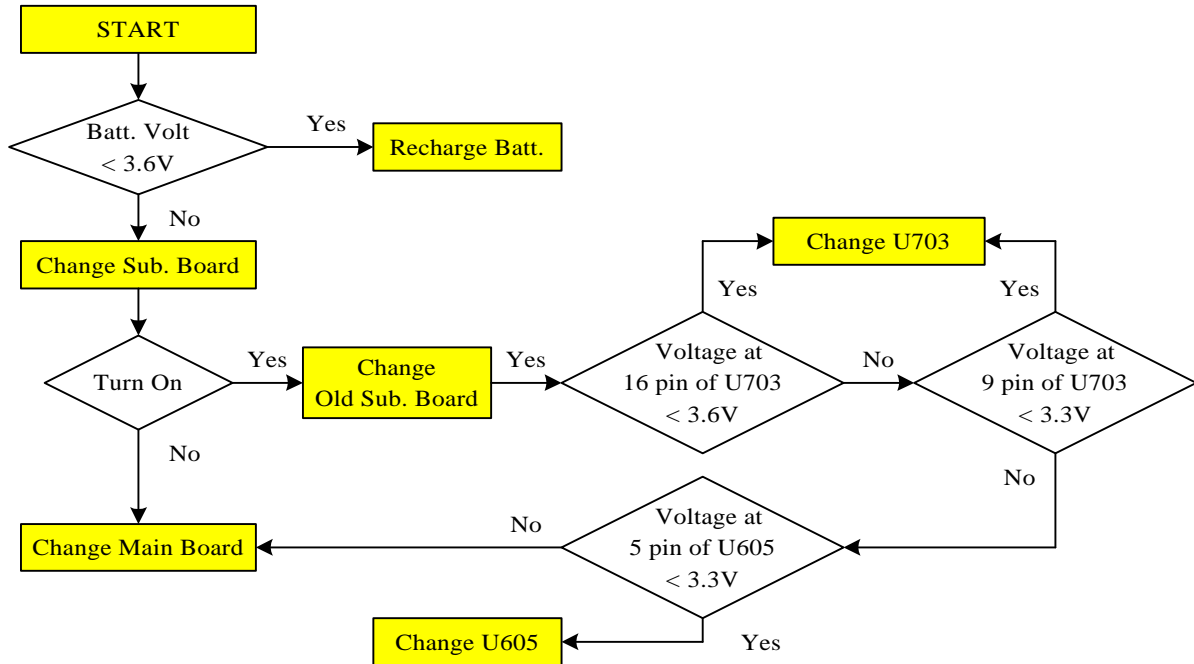 START
Batt. Volt
< 3.6V
Yes
Recharge Batt.
No
Change Sub. Board
Change U703
Yes
Yes
Turn On
Yes
Change
Old Sub. Board
Yes
Voltage at
16 pin of U703
< 3.6V
No
Voltage at
9 pin of U703
< 3.3V
No
No
Change Main Board
No
Voltage at
5 pin of U605
< 3.3V
Change U605
Yes